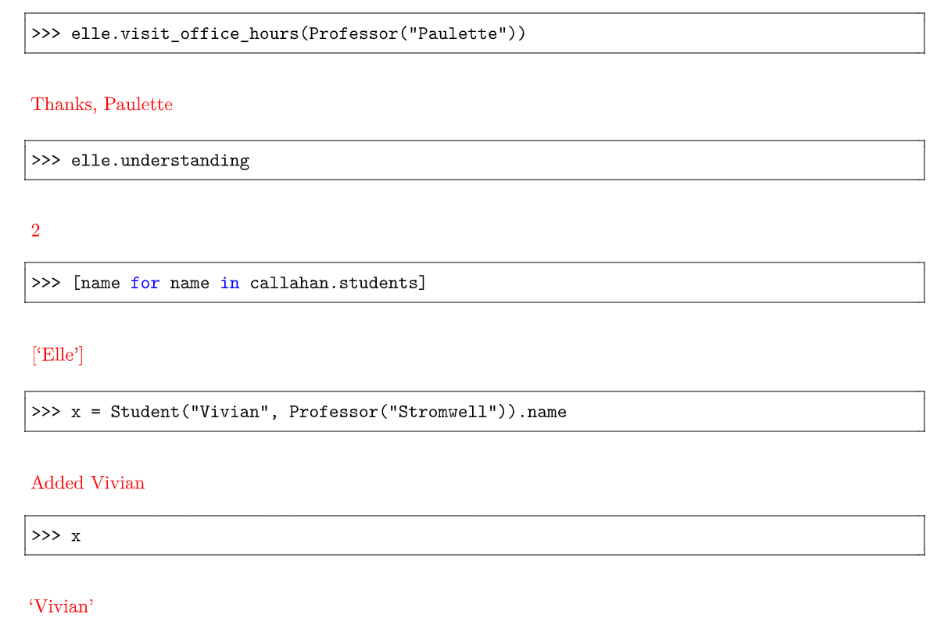 >>> elle.visit_office_hours(Professor("Paulette"))
Thanks, Paulette
>>> elle.understanding
2
>>> [name for name in callahan.students]
[‘Elle’]
>>> x = Student("Vivian", Professor("Stromwell")).name
Added Vivian
>>> x
‘Vivian’